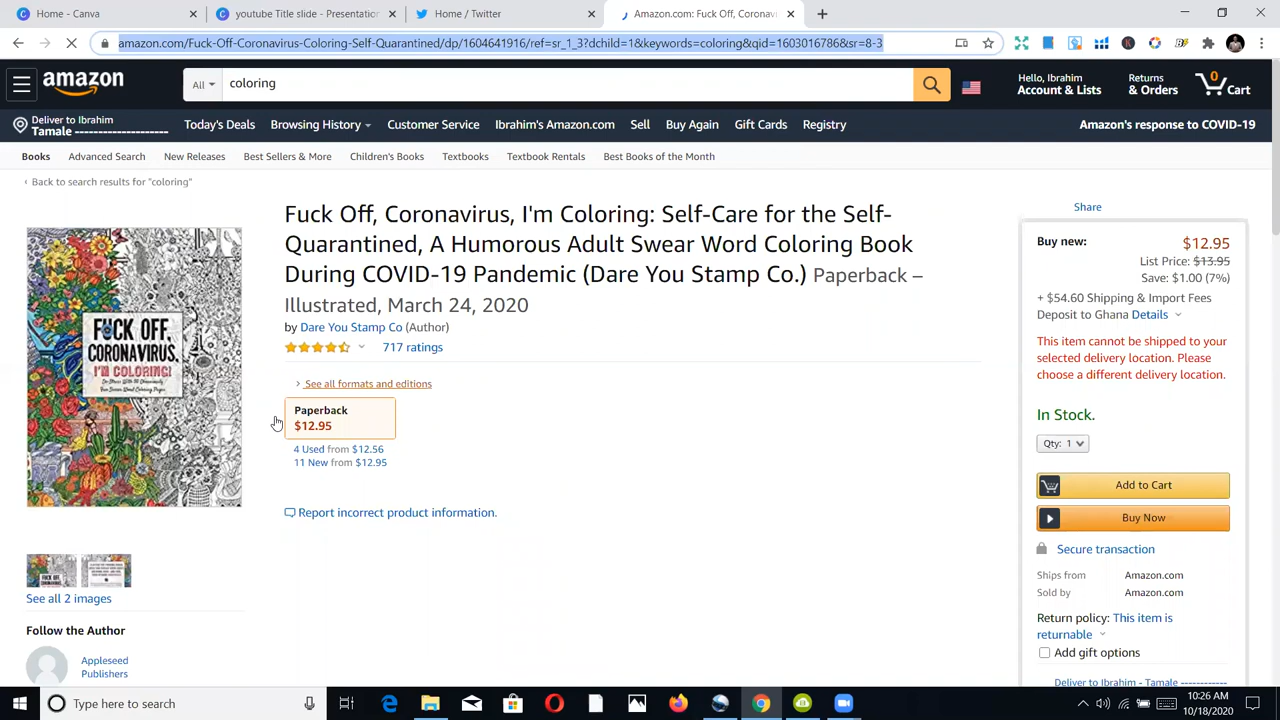 Home - Canva
youtube Title slide - Presentation
Home / Twitter
Amazon.com: Fuck Off, Coronavi
amazon.com/Fuck-Off-Coronavirus-Coloring-Self-Quarantined/dp/1604641916/ref=sr_1_3?dchild=1&keywords=coloring&qid=1603016786&sr=8-3
amazon
All
coloring
Hello, Ibrahim
Account & Lists
Returns
& Orders
0
Cart
Deliver to Ibrahim
Tamale ----------------------
Today's Deals
Browsing History
Customer Service
Ibrahim's Amazon.com
Sell
Buy Again
Gift Cards
Registry
Amazon's response to COVID-19
Books
Advanced Search
New Releases
Best Sellers & More
Children's Books
Textbooks
Textbook Rentals
Best Books of the Month
‹ Back to search results for "coloring"
Fuck Off, Coronavirus, I'm Coloring: Self-Care for the Self-
Quarantined, A Humorous Adult Swear Word Coloring Book
During COVID-19 Pandemic (Dare You Stamp Co.) Paperback –
Illustrated, March 24, 2020
by Dare You Stamp Co (Author)
717 ratings
› See all formats and editions
Paperback
$12.95
4 Used from $12.56
11 New from $12.95
Report incorrect product information.
FUCK OFF,
CORONAVIRUS,
I'M COLORING!
See all 2 images
Follow the Author
Appleseed
Publishers
Share
Buy new:
$12.95
List Price: $13.95
Save: $1.00 (7%)
+ $54.60 Shipping & Import Fees
Deposit to Ghana Details
This item cannot be shipped to your
selected delivery location. Please
choose a different delivery location.
In Stock.
Qty: 1
Add to Cart
Buy Now
Secure transaction
Ships from Amazon.com
Sold by Amazon.com
Return policy: This item is
returnable
Add gift options
Deliver to Ibrahim - Tamale -----------
Type here to search
10:26 AM
10/18/2020